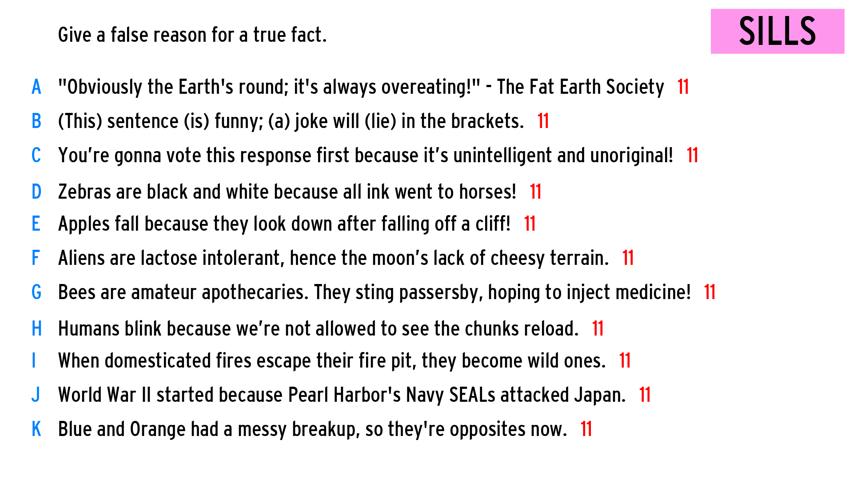 Give a false reason for a true fact.
SILLS
A "Obviously the Earth's round; it's always overeating!" - The Fat Earth Society 11
B (This) sentence (is) funny; (a) joke will (lie) in the brackets. 11
C You’re gonna vote this response first because it’s unintelligent and unoriginal! 11
D Zebras are black and white because all ink went to horses! 11
E Apples fall because they look down after falling off a cliff! 11
F Aliens are lactose intolerant, hence the moon’s lack of cheesy terrain. 11
G Bees are amateur apothecaries. They sting passersby, hoping to inject medicine! 11
H Humans blink because we’re not allowed to see the chunks reload. 11
I When domesticated fires escape their fire pit, they become wild ones. 11
J World War II started because Pearl Harbor's Navy SEALs attacked Japan. 11
K Blue and Orange had a messy breakup, so they're opposites now. 11